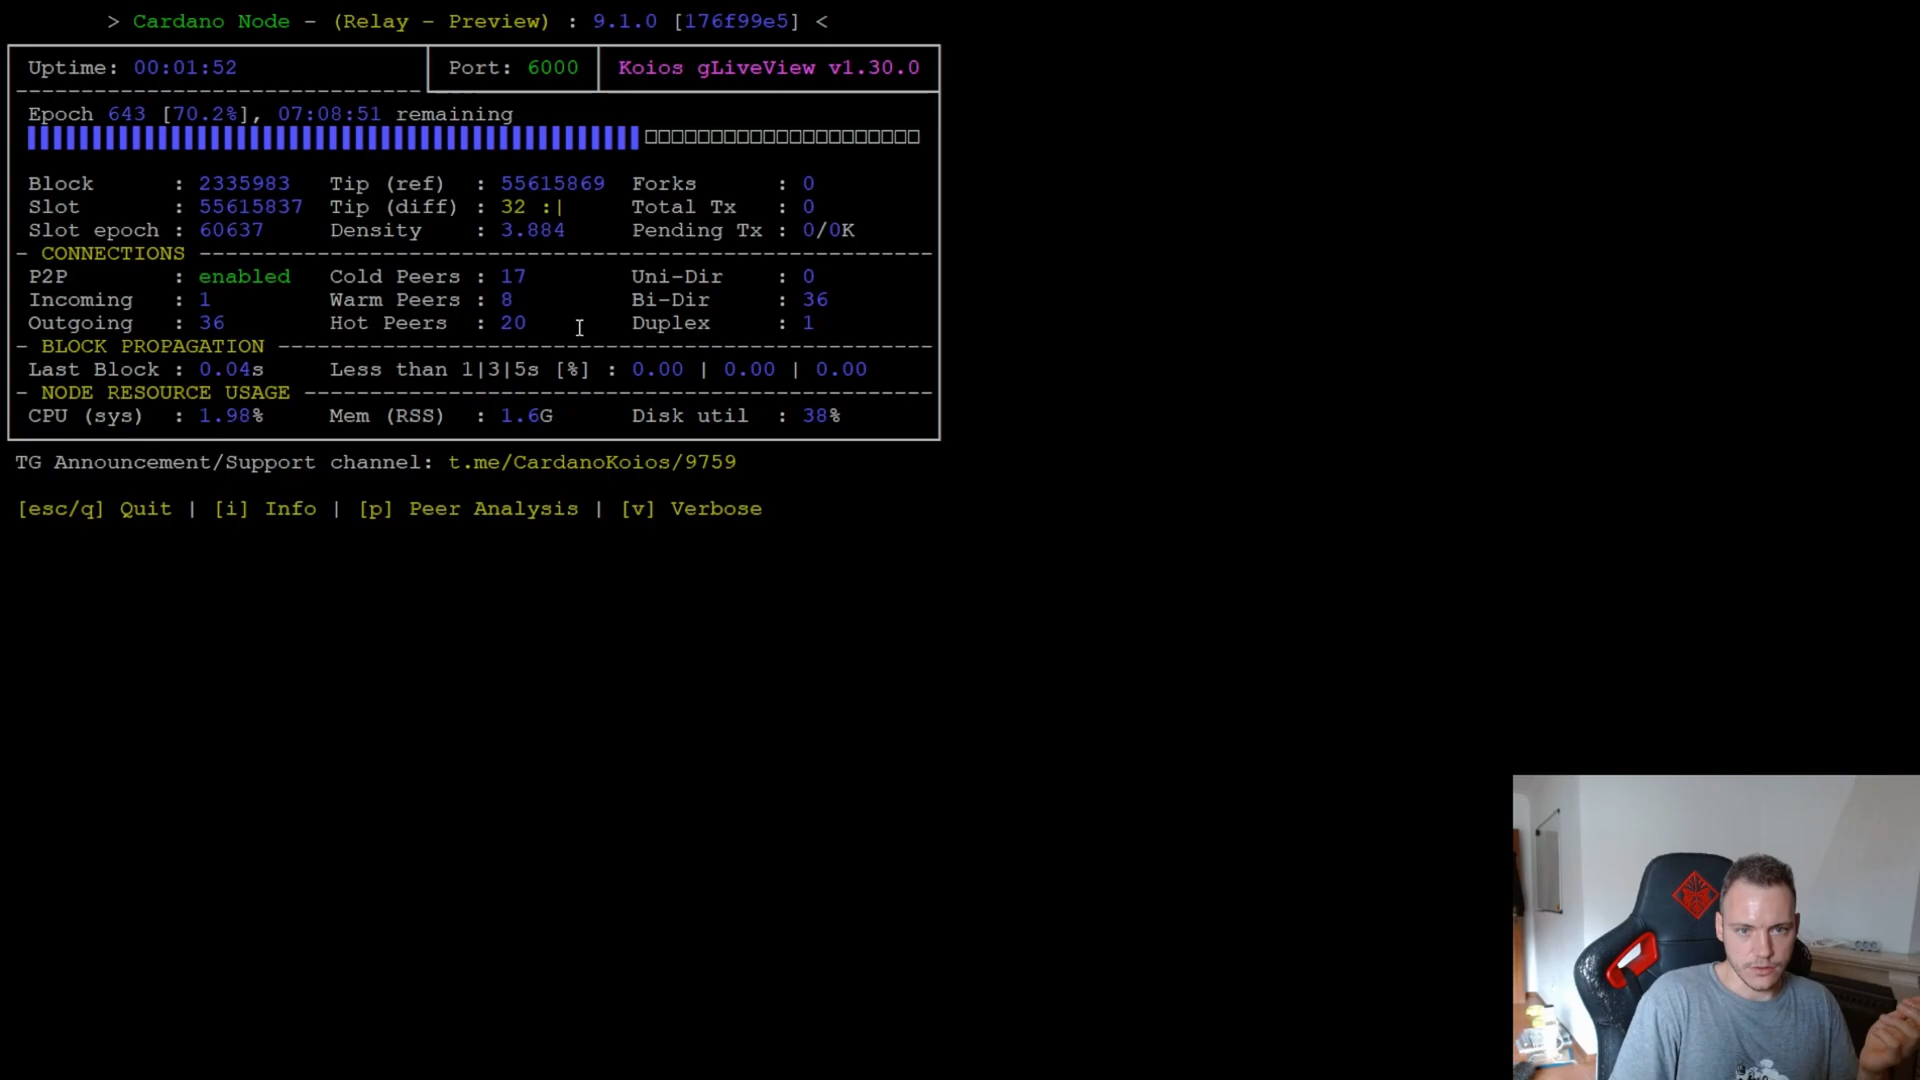 > Cardano Node - (Relay - Preview) : 9.1.0 [176f99e5] <
Uptime: 00:01:52 Port: 6000 Koios gLiveView v1.30.0
Epoch 643 [70.2%], 07:08:51 remaining
Block : 2335983 Tip (ref) : 55615869 Forks : 0
Slot : 55615837 Tip (diff) : 32 :| Total Tx : 0
Slot epoch : 60637 Density : 3.884 Pending Tx : 0/0K
- CONNECTIONS
P2P : enabled Cold Peers : 17 Uni-Dir : 0
Incoming : 1 Warm Peers : 8 Bi-Dir : 36
Outgoing : 36 Hot Peers : 20 Duplex : 1
- BLOCK PROPAGATION
Last Block : 0.04s Less than 1|3|5s [%] : 0.00 | 0.00 | 0.00
- NODE RESOURCE USAGE
CPU (sys) : 1.98% Mem (RSS) : 1.6G Disk util : 38%
TG Announcement/Support channel: t.me/CardanoKoios/9759
[esc/q] Quit | [i] Info | [p] Peer Analysis | [v] Verbose